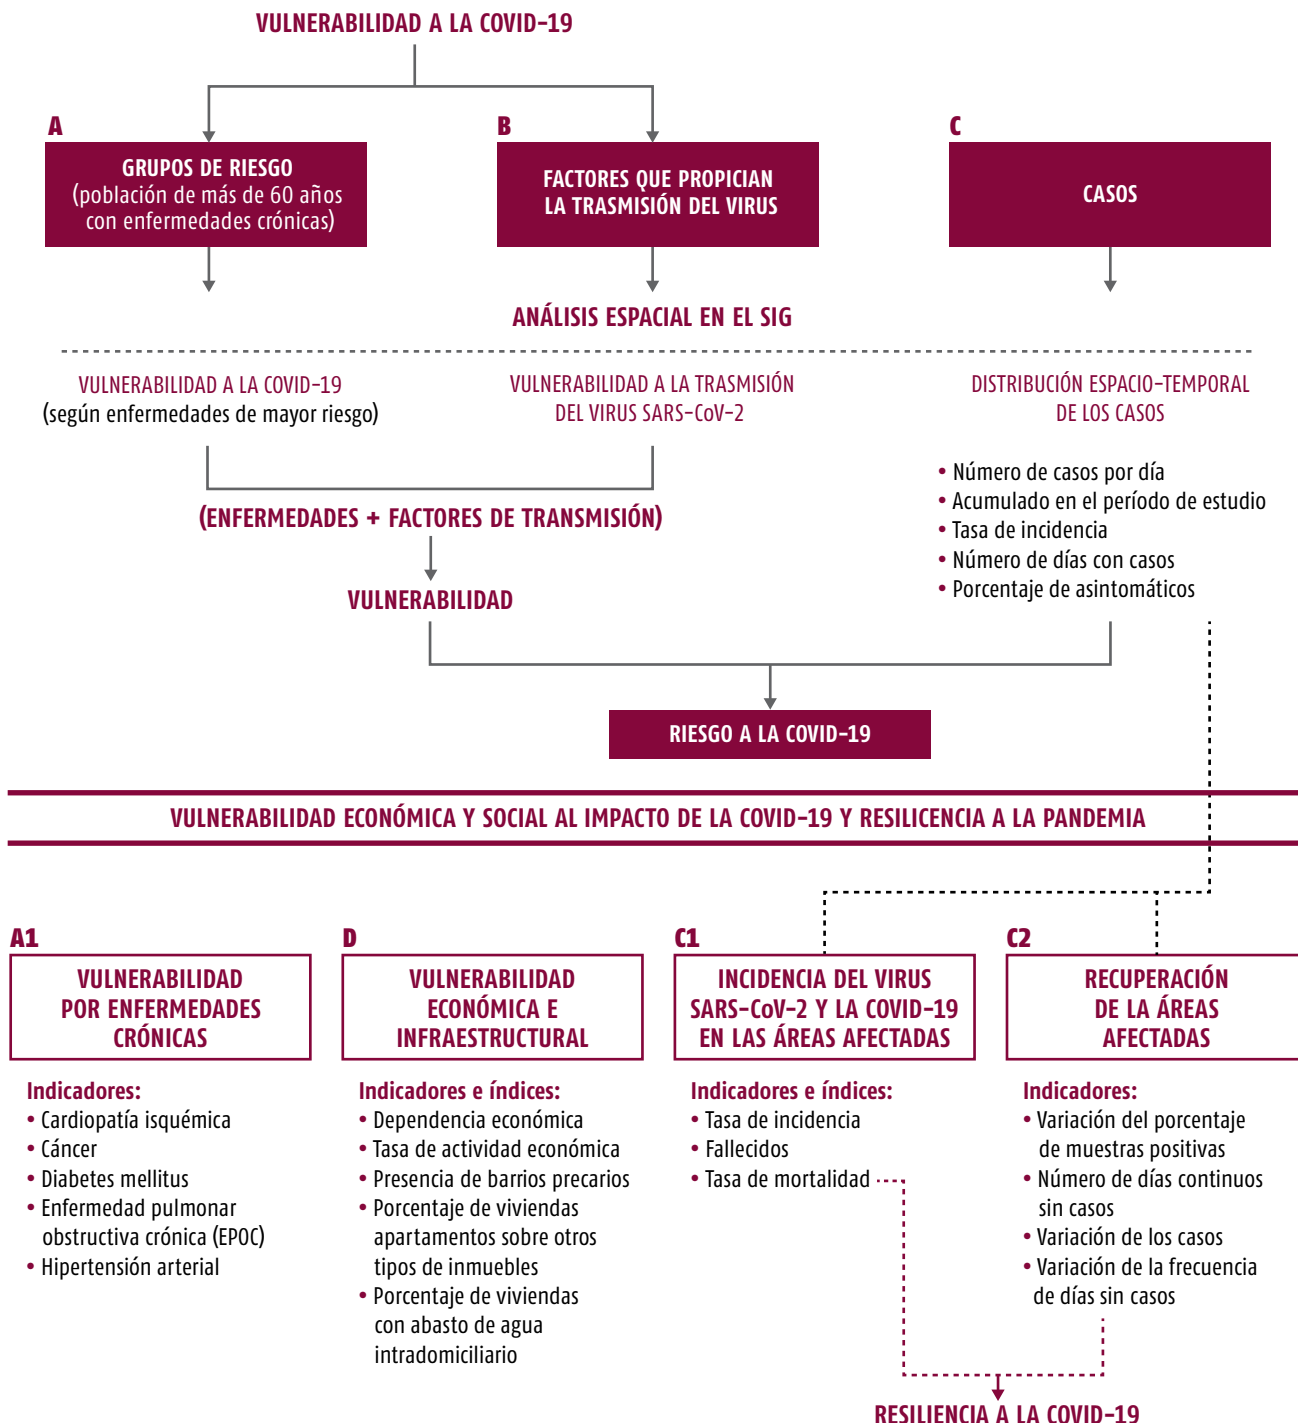 VULNERABILIDAD A LA COVID-19
A
GRUPOS DE RIESGO
(población de más de 60 años
con enfermedades crónicas)
B
FACTORES QUE PROPICIAN
LA TRASMISIÓN DEL VIRUS
C
CASOS
ANÁLISIS ESPACIAL EN EL SIG
VULNERABILIDAD A LA COVID-19
(según enfermedades de mayor riesgo)
VULNERABILIDAD A LA TRASMISIÓN
DEL VIRUS SARS-CoV-2
DISTRIBUCIÓN ESPACIO-TEMPORAL
DE LOS CASOS
• Número de casos por día
• Acumulado en el período de estudio
• Tasa de incidencia
• Número de días con casos
• Porcentaje de asintomáticos
(ENFERMEDADES + FACTORES DE TRANSMISIÓN)
VULNERABILIDAD
RIESGO A LA COVID-19
VULNERABILIDAD ECONÓMICA Y SOCIAL AL IMPACTO DE LA COVID-19 Y RESILICENCIA A LA PANDEMIA
A1
VULNERABILIDAD
POR ENFERMEDADES
CRÓNICAS
Indicadores:
• Cardiopatía isquémica
• Cáncer
• Diabetes mellitus
• Enfermedad pulmonar
obstructiva crónica (EPOC)
• Hipertensión arterial
D
VULNERABILIDAD
ECONÓMICA E
INFRAESTRUCTURAL
Indicadores e índices:
• Dependencia económica
• Tasa de actividad económica
• Presencia de barrios precarios
• Porcentaje de viviendas
apartamentos sobre otros
tipos de inmuebles
• Porcentaje de viviendas
con abasto de agua
intradomiciliario
C1
INCIDENCIA DEL VIRUS
SARS-CoV-2 Y LA COVID-19
EN LAS ÁREAS AFECTADAS
Indicadores e índices:
• Tasa de incidencia
• Fallecidos
• Tasa de mortalidad
C2
RECUPERACIÓN
DE LA ÁREAS
AFECTADAS
Indicadores:
• Variación del porcentaje
de muestras positivas
• Número de días continuos
sin casos
• Variación de los casos
• Variación de la frecuencia
de días sin casos
RESILIENCIA A LA COVID-19